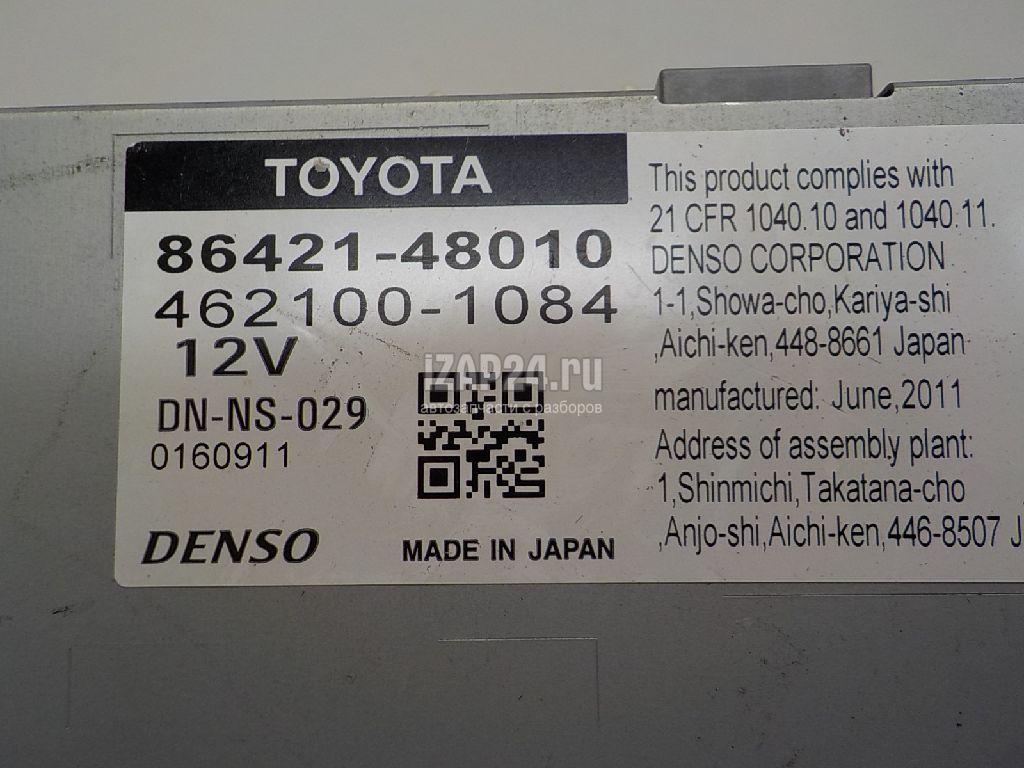 TOYOTA
86421-48010
462100-1084
12V
DN-NS-029
0160911
DENSO
MADE IN JAPAN
This product complies with
21 CFR 1040.10 and 1040.11.
DENSO CORPORATION
1-1,Showa-cho,Kariya-shi
,Aichi-ken,448-8661 Japan
manufactured: June,2011
Address of assembly plant:
1,Shinmichi,Takatana-cho
,Anjo-shi,Aichi-ken,446-8507 J
iZAP24.ru
автозапчасти с разборов